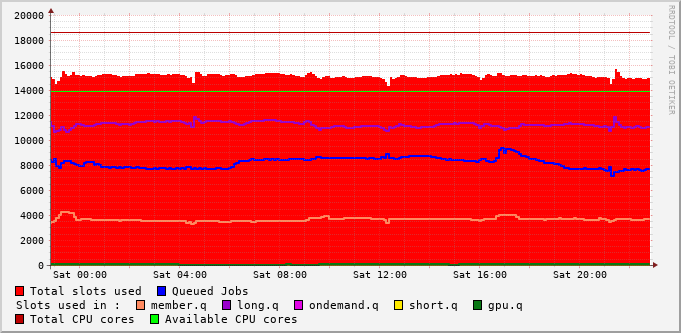 20000
18000
16000
14000
12000
10000
8000
6000
4000
2000
0
Sat 00:00 Sat 04:00 Sat 08:00 Sat 12:00 Sat 16:00 Sat 20:00
Total slots used Queued Jobs
Slots used in : member.q long.q ondemand.q short.q gpu.q
Total CPU cores Available CPU cores
RRDTOOL / TOBI OETIKER